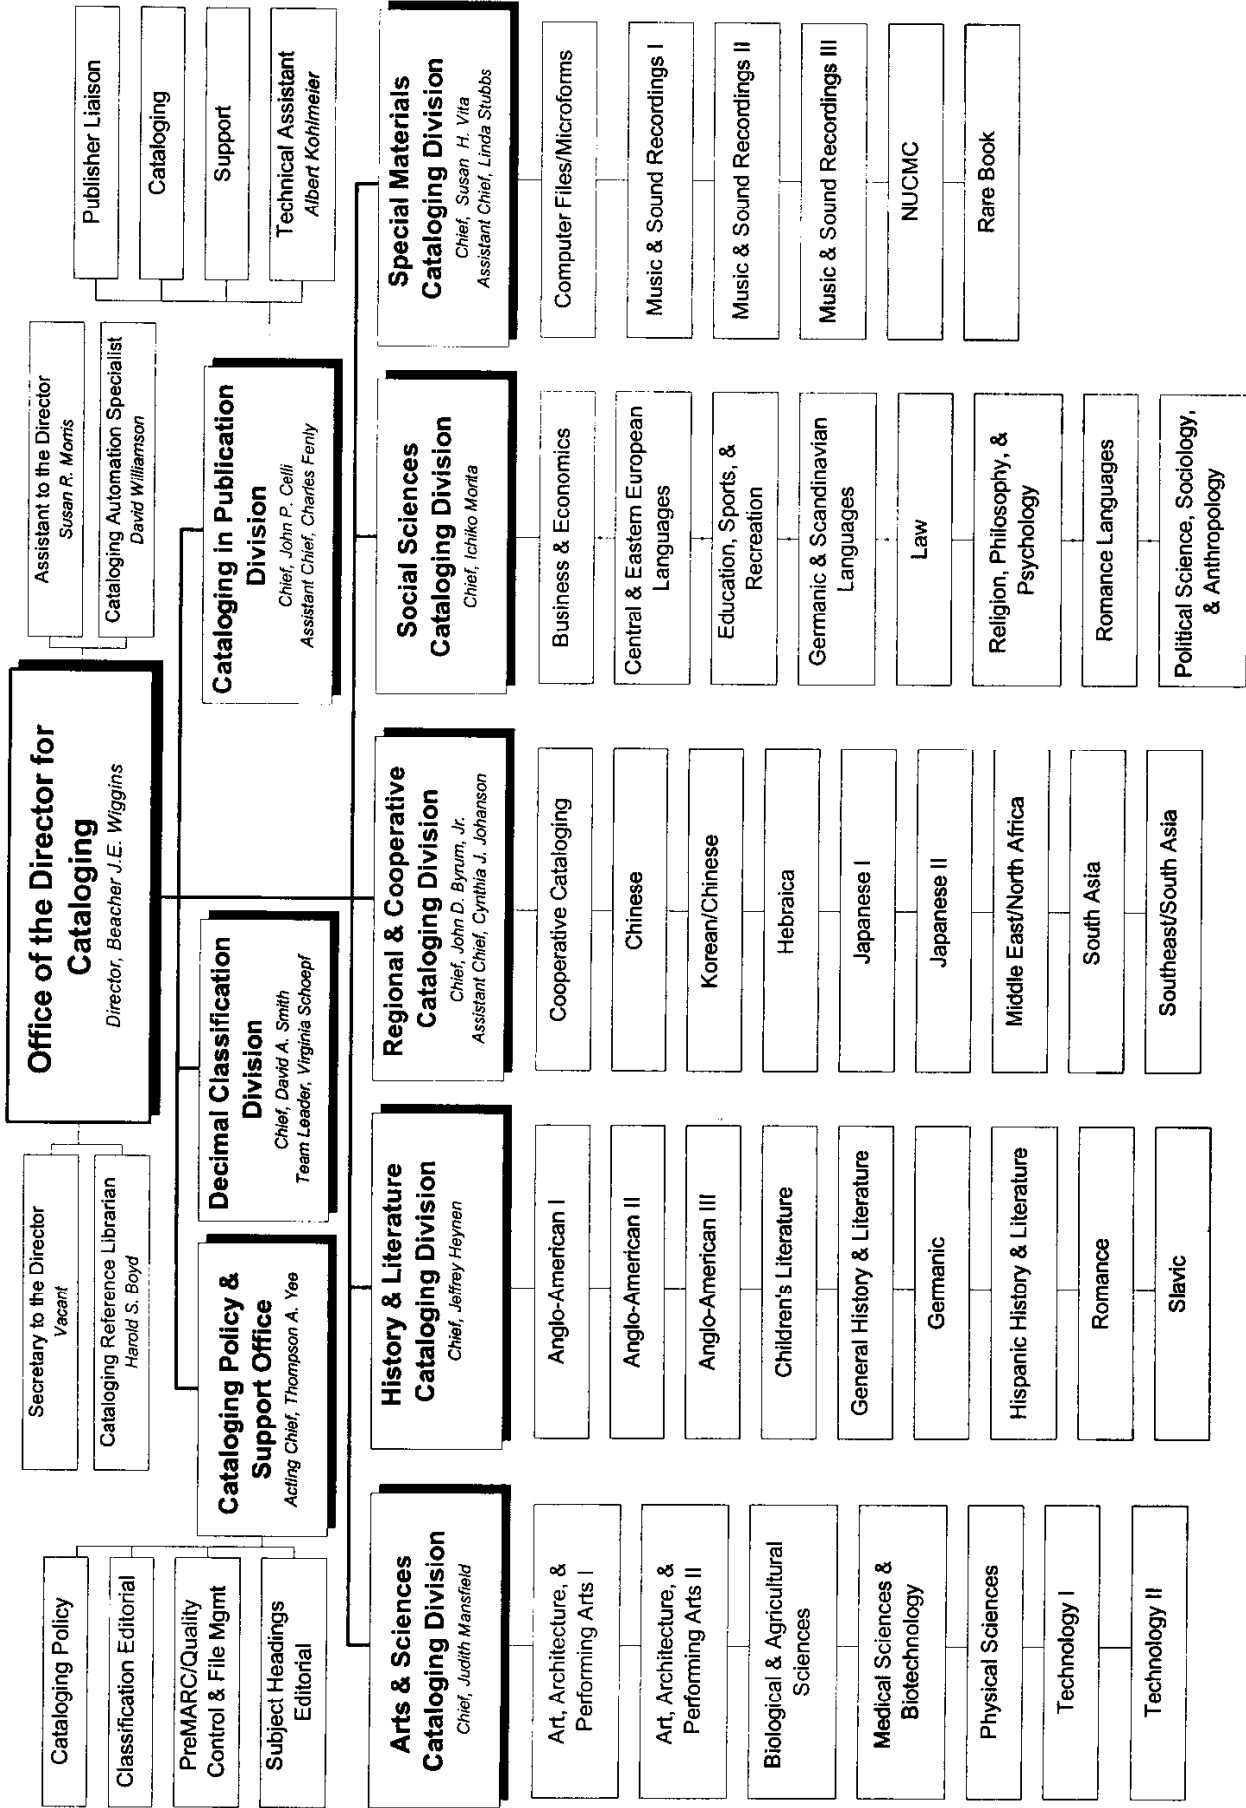 Office of the Director for
Cataloging
Director, Beacher J.E. Wiggins
Secretary to the Director
Vacant
Cataloging Reference Librarian
Harold S. Boyd
Assistant to the Director
Susan R. Morris
Cataloging Automation Specialist
David Williamson
Cataloging Policy
Classification Editorial
PreMARC/Quality
Control & File Mgmt
Subject Headings
Editorial
Cataloging Policy &
Support Office
Acting Chief, Thompson A. Yee
Decimal Classification
Division
Chief, David A. Smith
Team Leader, Virginia Schoepf
Cataloging in Publication
Division
Chief, John P. Celli
Assistant Chief, Charles Fenly
Publisher Liaison
Cataloging
Support
Technical Assistant
Albert Kohlmeier
Arts & Sciences
Cataloging Division
Chief, Judith Mansfield
Art, Architecture, &
Performing Arts I
Art, Architecture, &
Performing Arts II
Biological & Agricultural
Sciences
Medical Sciences &
Biotechnology
Physical Sciences
Technology I
Technology II
History & Literature
Cataloging Division
Chief, Jeffrey Heynen
Anglo-American I
Anglo-American II
Anglo-American III
Children's Literature
General History & Literature
Germanic
Hispanic History & Literature
Romance
Slavic
Regional & Cooperative
Cataloging Division
Chief, John D. Byrum, Jr.
Assistant Chief, Cynthia J. Johanson
Cooperative Cataloging
Chinese
Korean/Chinese
Hebraica
Japanese I
Japanese II
Middle East/North Africa
South Asia
Southeast/South Asia
Social Sciences
Cataloging Division
Chief, Ichiko Morita
Business & Economics
Central & Eastern European
Languages
Education, Sports, &
Recreation
Germanic & Scandinavian
Languages
Law
Religion, Philosophy, &
Psychology
Romance Languages
Political Science, Sociology,
& Anthropology
Special Materials
Cataloging Division
Chief, Susan H. Vita
Assistant Chief, Linda Stubbs
Computer Files/Microforms
Music & Sound Recordings I
Music & Sound Recordings II
Music & Sound Recordings III
NUCMC
Rare Book